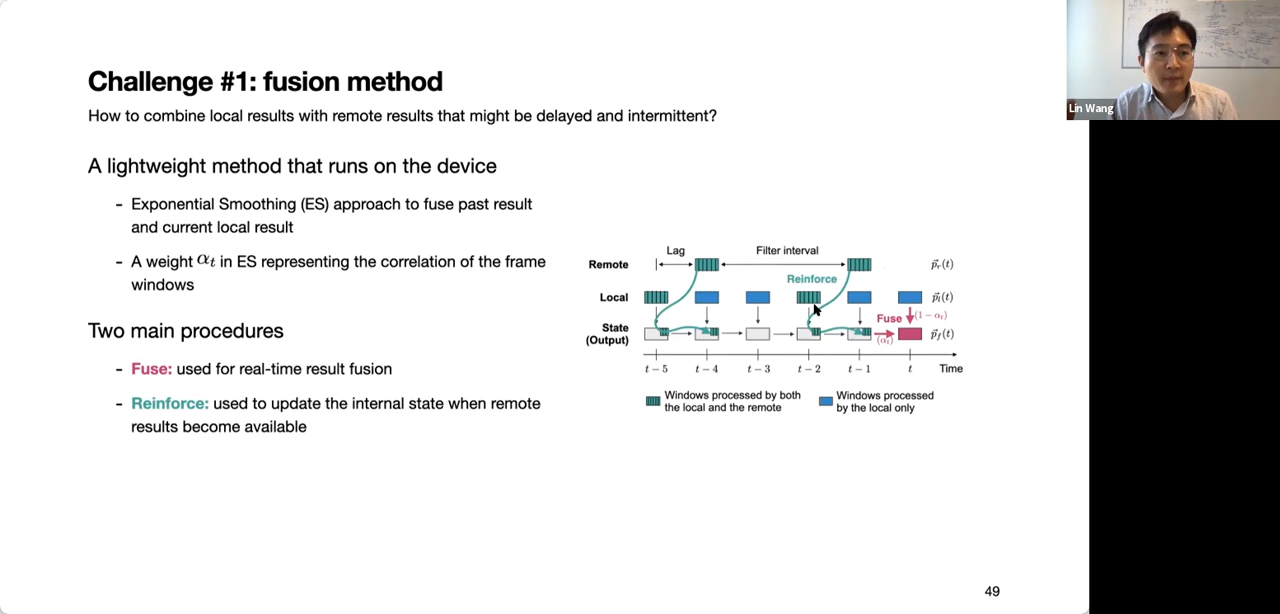 Lin Wang
Challenge #1: fusion method
How to combine local results with remote results that might be delayed and intermittent?
A lightweight method that runs on the device
- Exponential Smoothing (ES) approach to fuse past result
and current local result
- A weight αt in ES representing the correlation of the frame
windows
Two main procedures
- Fuse: used for real-time result fusion
- Reinforce: used to update the internal state when remote
results become available
Lag
Filter interval
Remote
p⃗r(t)
Reinforce
Local
p⃗l(t)
Fuse (1 − αt)
State
(Output)
(αt)
p⃗f(t)
t − 5 t − 4 t − 3 t − 2 t − 1 t Time
Windows processed by both
the local and the remote
Windows processed
by the local only
49